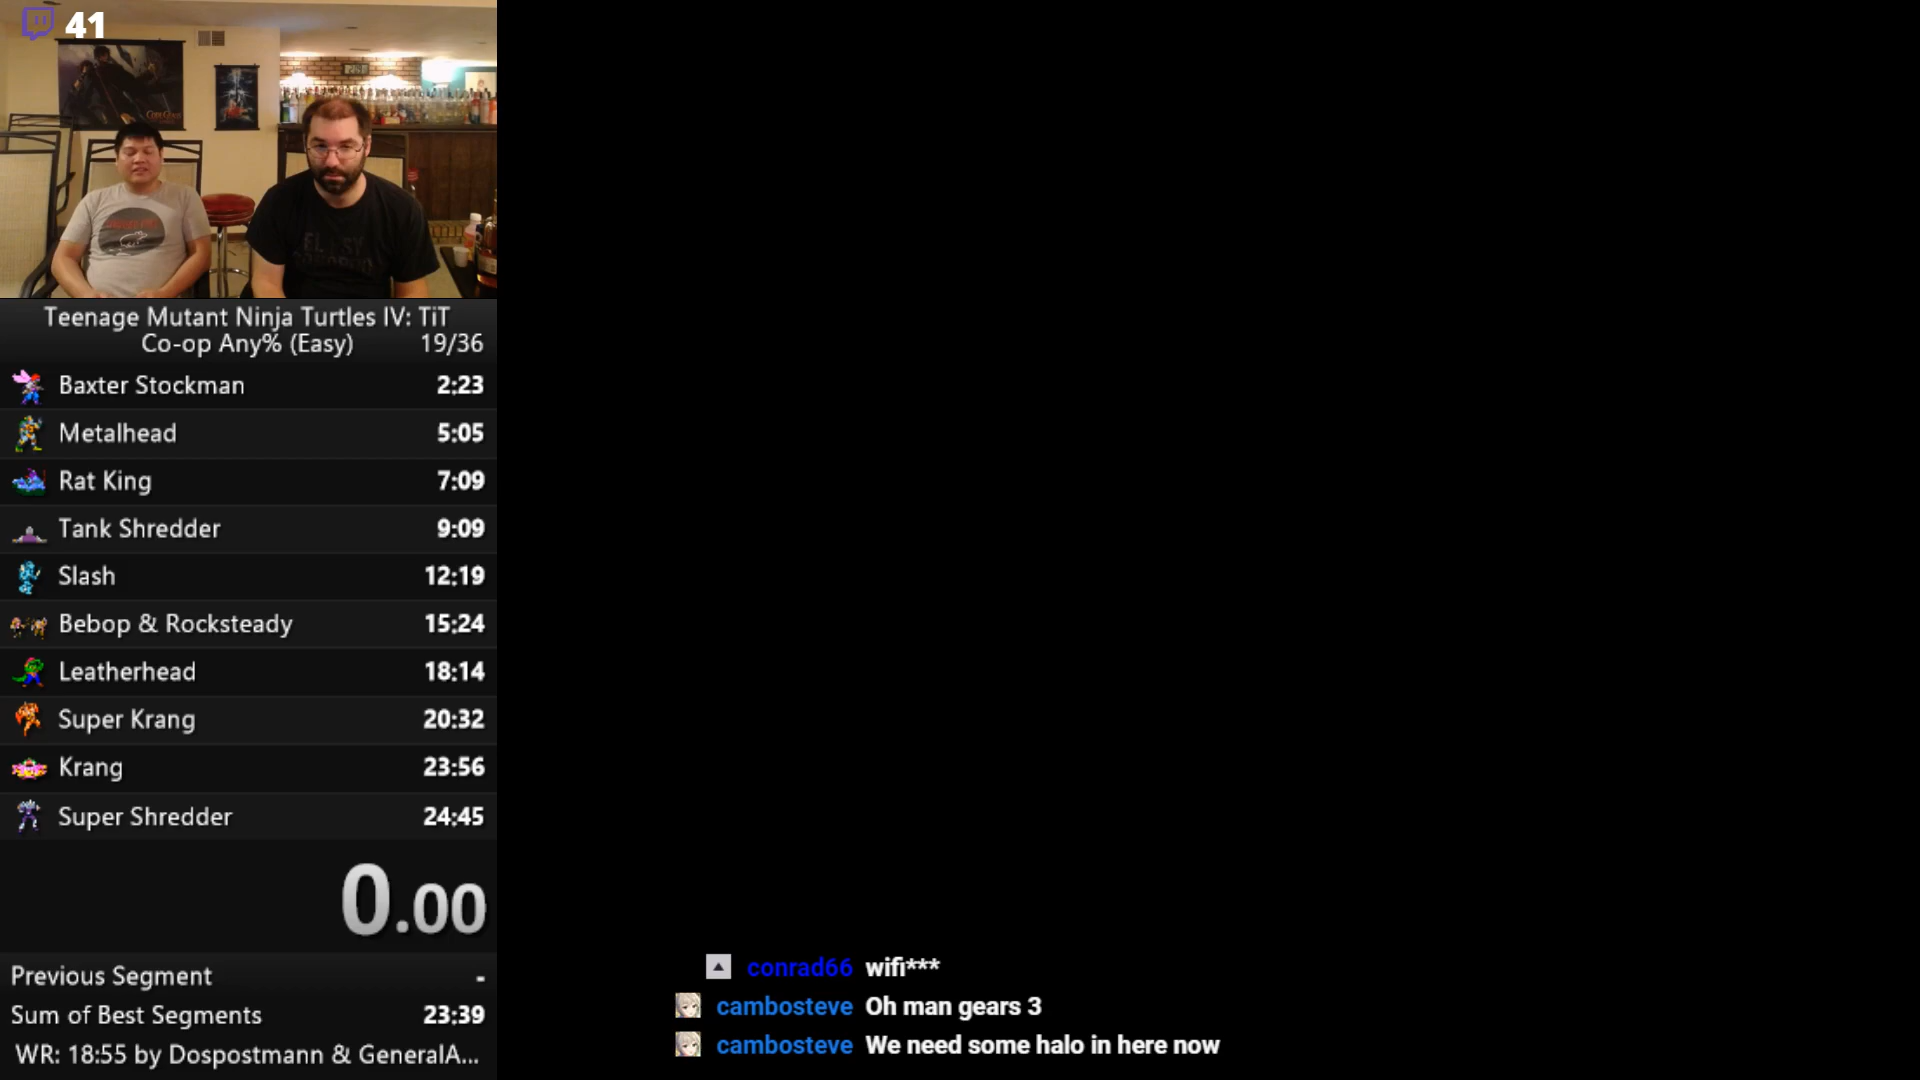 41
Teenage Mutant Ninja Turtles IV: TiT
Co-op Any% (Easy) 19/36
Baxter Stockman 2:23
Metalhead 5:05
Rat King 7:09
Tank Shredder 9:09
Slash 12:19
Bebop & Rocksteady 15:24
Leatherhead 18:14
Super Krang 20:32
Krang 23:56
Super Shredder 24:45
0.00
Previous Segment -
Sum of Best Segments 23:39
WR: 18:55 by Dospostmann & GeneralA...
conrad66 wifi***
cambosteve Oh man gears 3
cambosteve We need some halo in here now